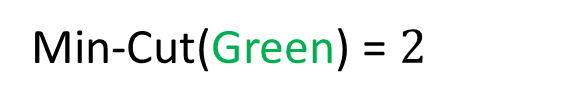 Min-Cut(Green) = 2